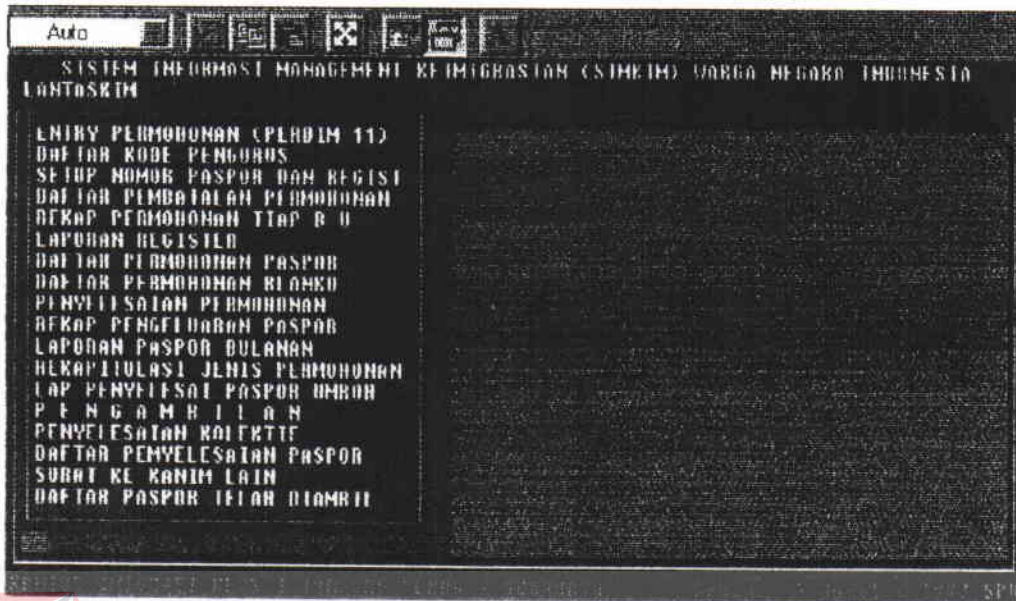 Auto
SISTEM INFORMASI MANAGEMENT KEIMIGRASIAN (SIMKIM) WARGA NEGARA INDONESIA
LANTASKIM
ENTRY PERMOHONAN (PERDIM 11)
DAFTAR KODE PENGURUS
SETUP NOMOR PASPOR DAN REGIST
DAFTAR PEMBATALAN PERMOHONAN
REKAP PERMOHONAN TIAP B U
LAPORAN REGISTER
DAFTAR PERMOHONAN PASPOR
DAFTAR PERMOHONAN BLANKO
PENYELESAIAN PERMOHONAN
REKAP PENGELUARAN PASPOR
LAPORAN PASPOR BULANAN
REKAPITULASI JENIS PERMOHONAN
LAP PENYELESAI PASPOR UMROH
P E N G A M B I L A N
PENYELESAIAN KOLEKTIF
DAFTAR PENYELESAIAN PASPOR
SURAT KE KANIM LAIN
DAFTAR PASPOR TELAH DIAMBIL